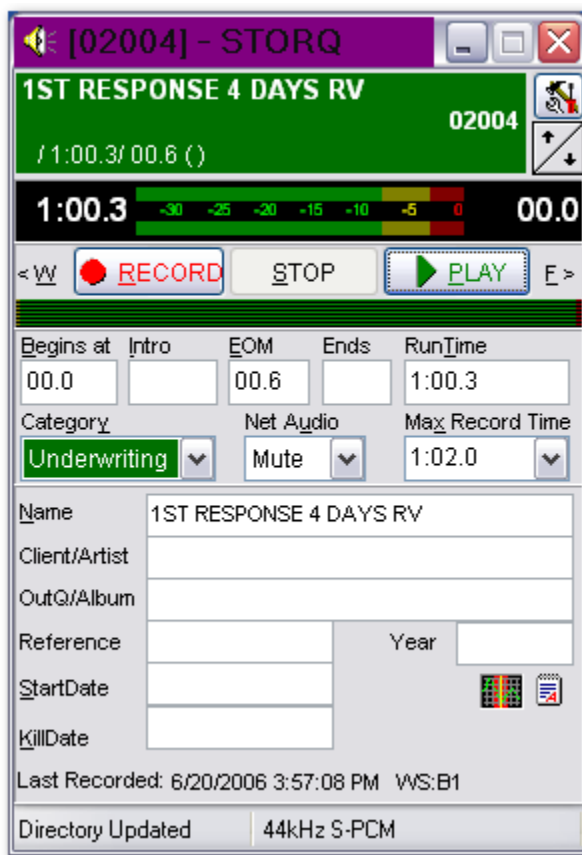 [02004] - STORQ
1ST RESPONSE 4 DAYS RV
02004
/ 1:00.3/ 00.6 ()
1:00.3 -30 -25 -20 -15 -10 -5 0 00.0
< W RECORD STOP PLAY F >
Begins at Intro EOM Ends RunTime
00.0 00.6 1:00.3
Category Net Audio Max Record Time
Underwriting Mute 1:02.0
Name 1ST RESPONSE 4 DAYS RV
Client/Artist
OutQ/Album
Reference Year
StartDate
KillDate
Last Recorded: 6/20/2006 3:57:08 PM WS:B1
Directory Updated 44kHz S-PCM